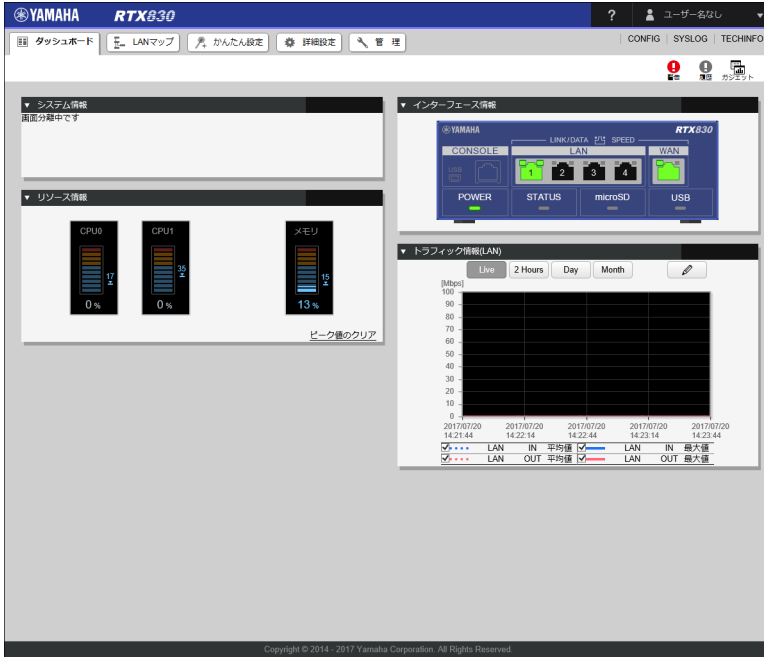 YAMAHA RTX830 ? ユーザー名なし
ダッシュボード LANマップ かんたん設定 詳細設定 管 理 CONFIG SYSLOG TECHINFO
警告 履歴 ガジェット
システム情報
画面分離中です
リソース情報
CPU0 CPU1 メモリ
17 35 15
0 % 0 % 13 %
ピーク値のクリア
インターフェース情報
YAMAHA RTX830
LINK/DATA SPEED
CONSOLE LAN WAN
USB 1 2 3 4
POWER STATUS microSD USB
トラフィック情報(LAN)
Live 2 Hours Day Month
[Mbps]
100
90
80
70
60
50
40
30
20
10
0
2017/07/20 2017/07/20 2017/07/20 2017/07/20 2017/07/20
14:21:44 14:22:14 14:22:44 14:23:14 14:23:44
LAN IN 平均値 LAN IN 最大値
LAN OUT 平均値 LAN OUT 最大値
Copyright © 2014 - 2017 Yamaha Corporation. All Rights Reserved.